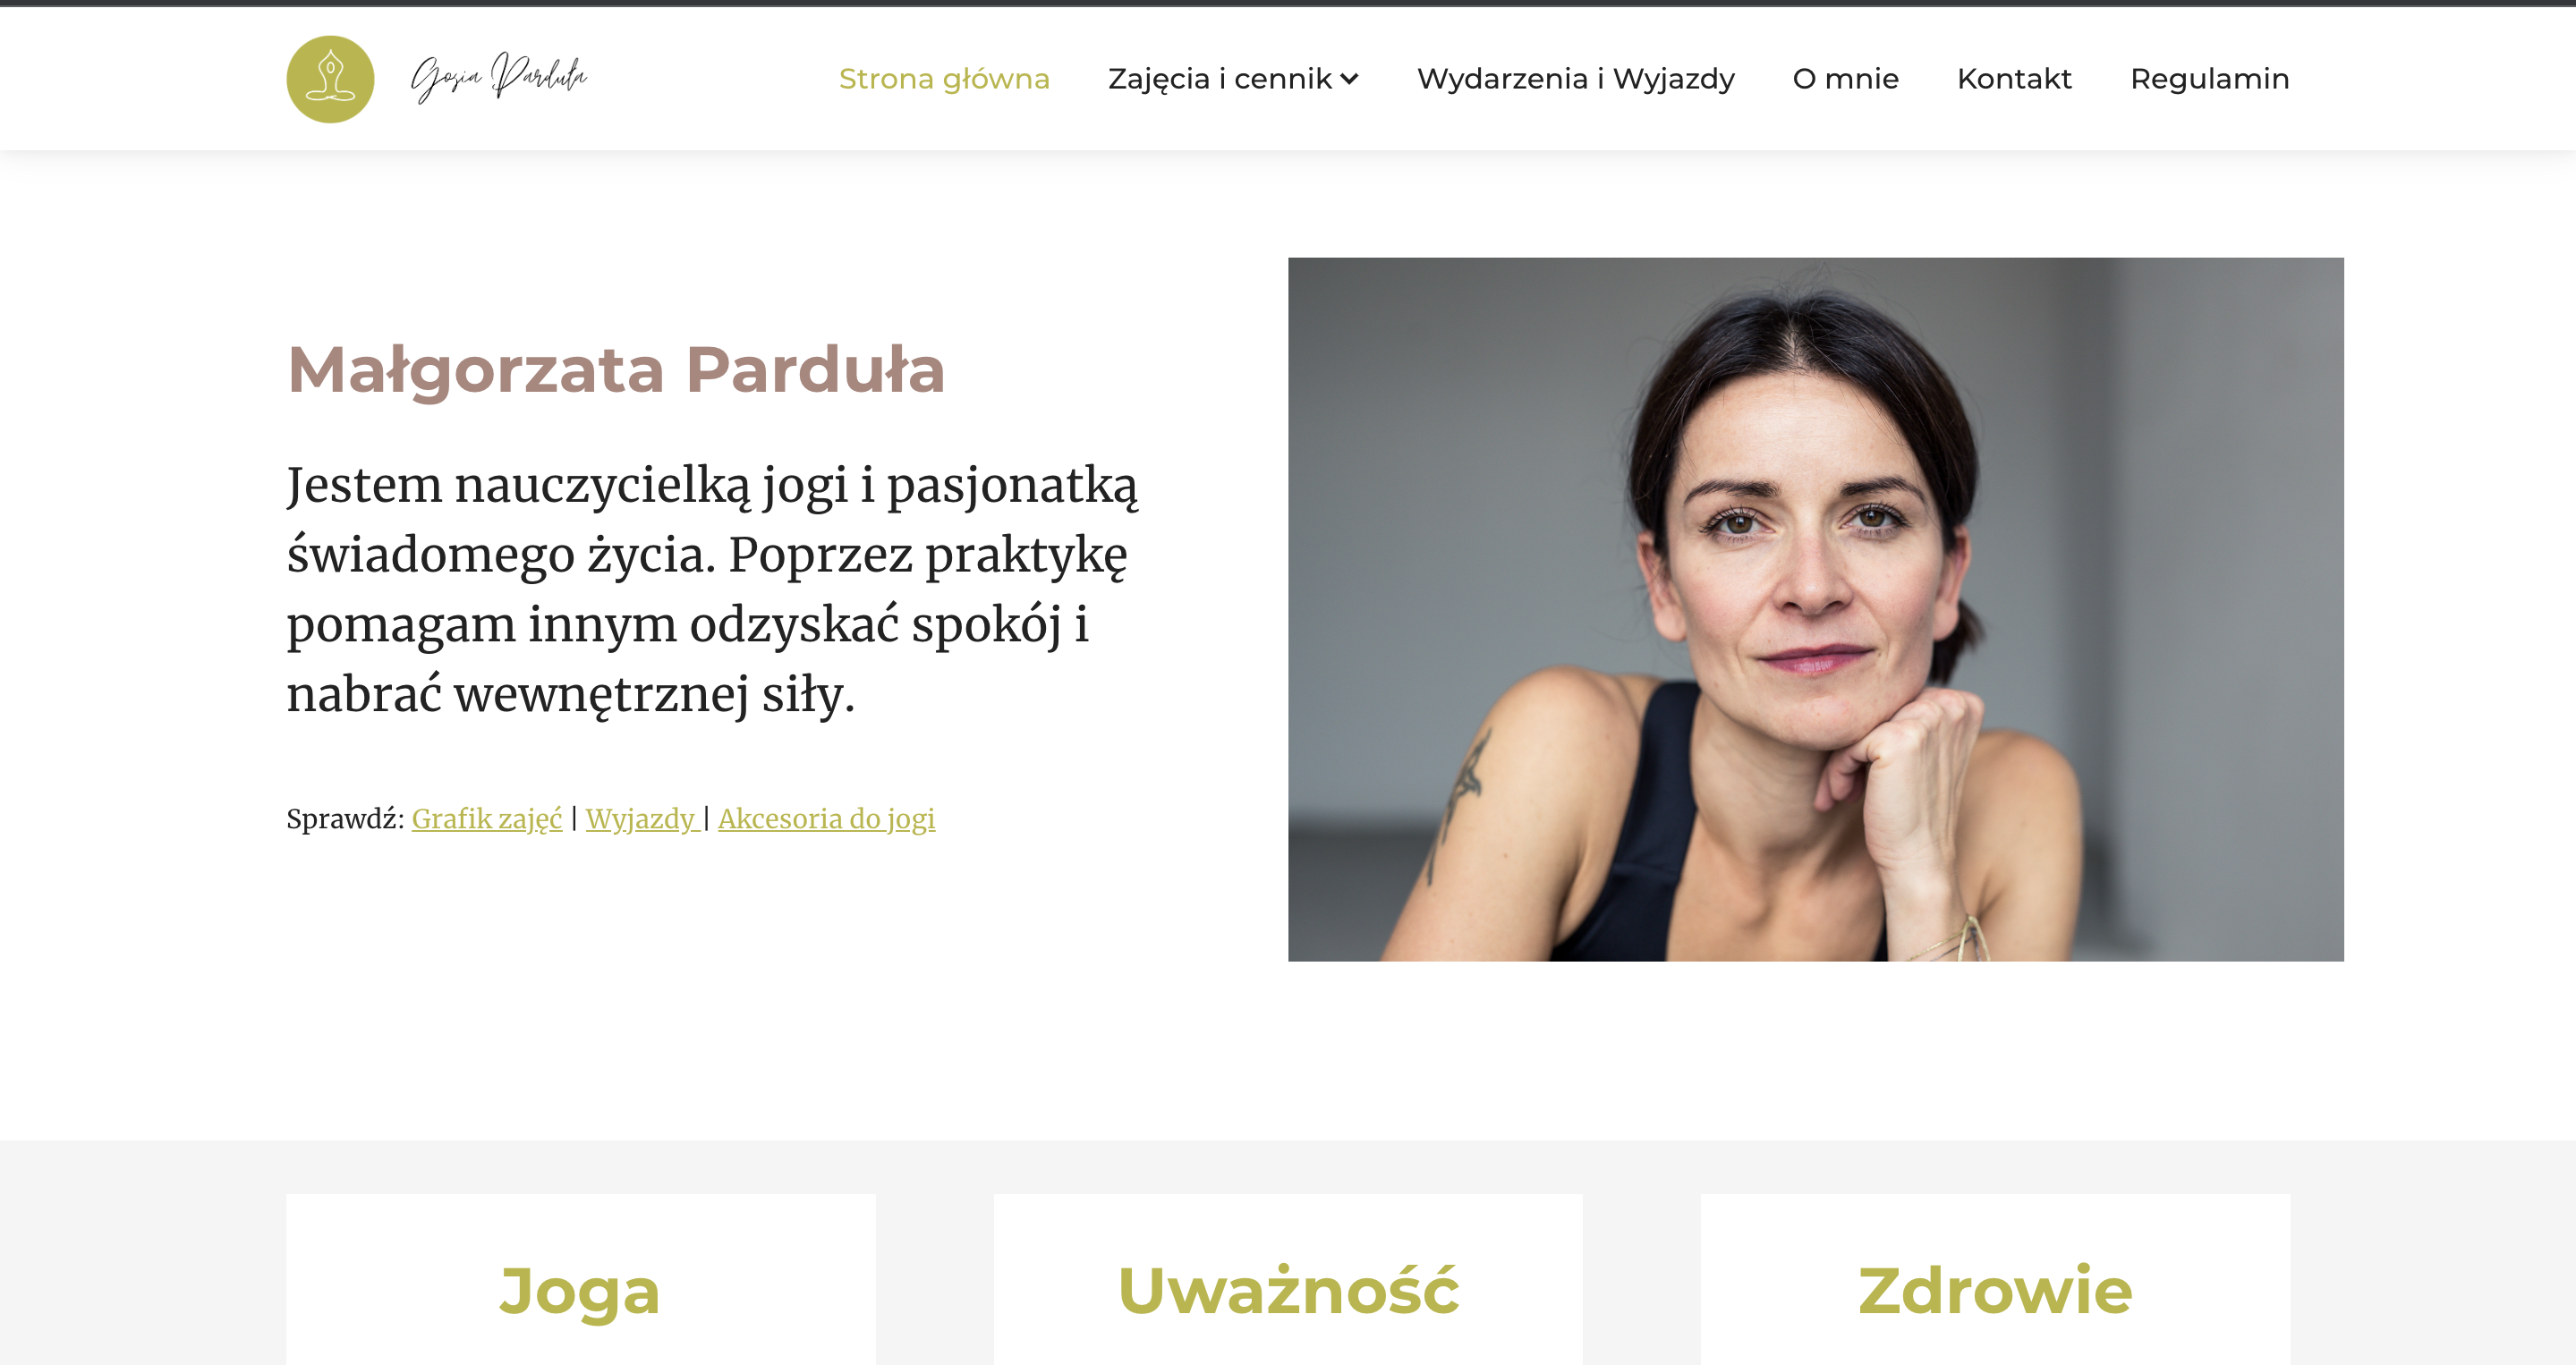 Gosia Parduła
Strona główna
Zajęcia i cennik
Wydarzenia i Wyjazdy
O mnie
Kontakt
Regulamin
Małgorzata Parduła
Jestem nauczycielką jogi i pasjonatką
świadomego życia. Poprzez praktykę
pomagam innym odzyskać spokój i
nabrać wewnętrznej siły.
Sprawdź: Grafik zajęć | Wyjazdy | Akcesoria do jogi
Joga
Uważność
Zdrowie